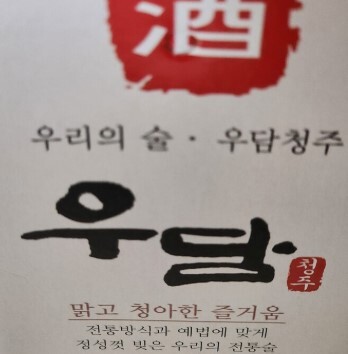 酒
우리의 술 · 우담청주
우담
청주
맑고 청아한 즐거움
전통방식과 예법에 맞게
정성껏 빚은 우리의 전통술